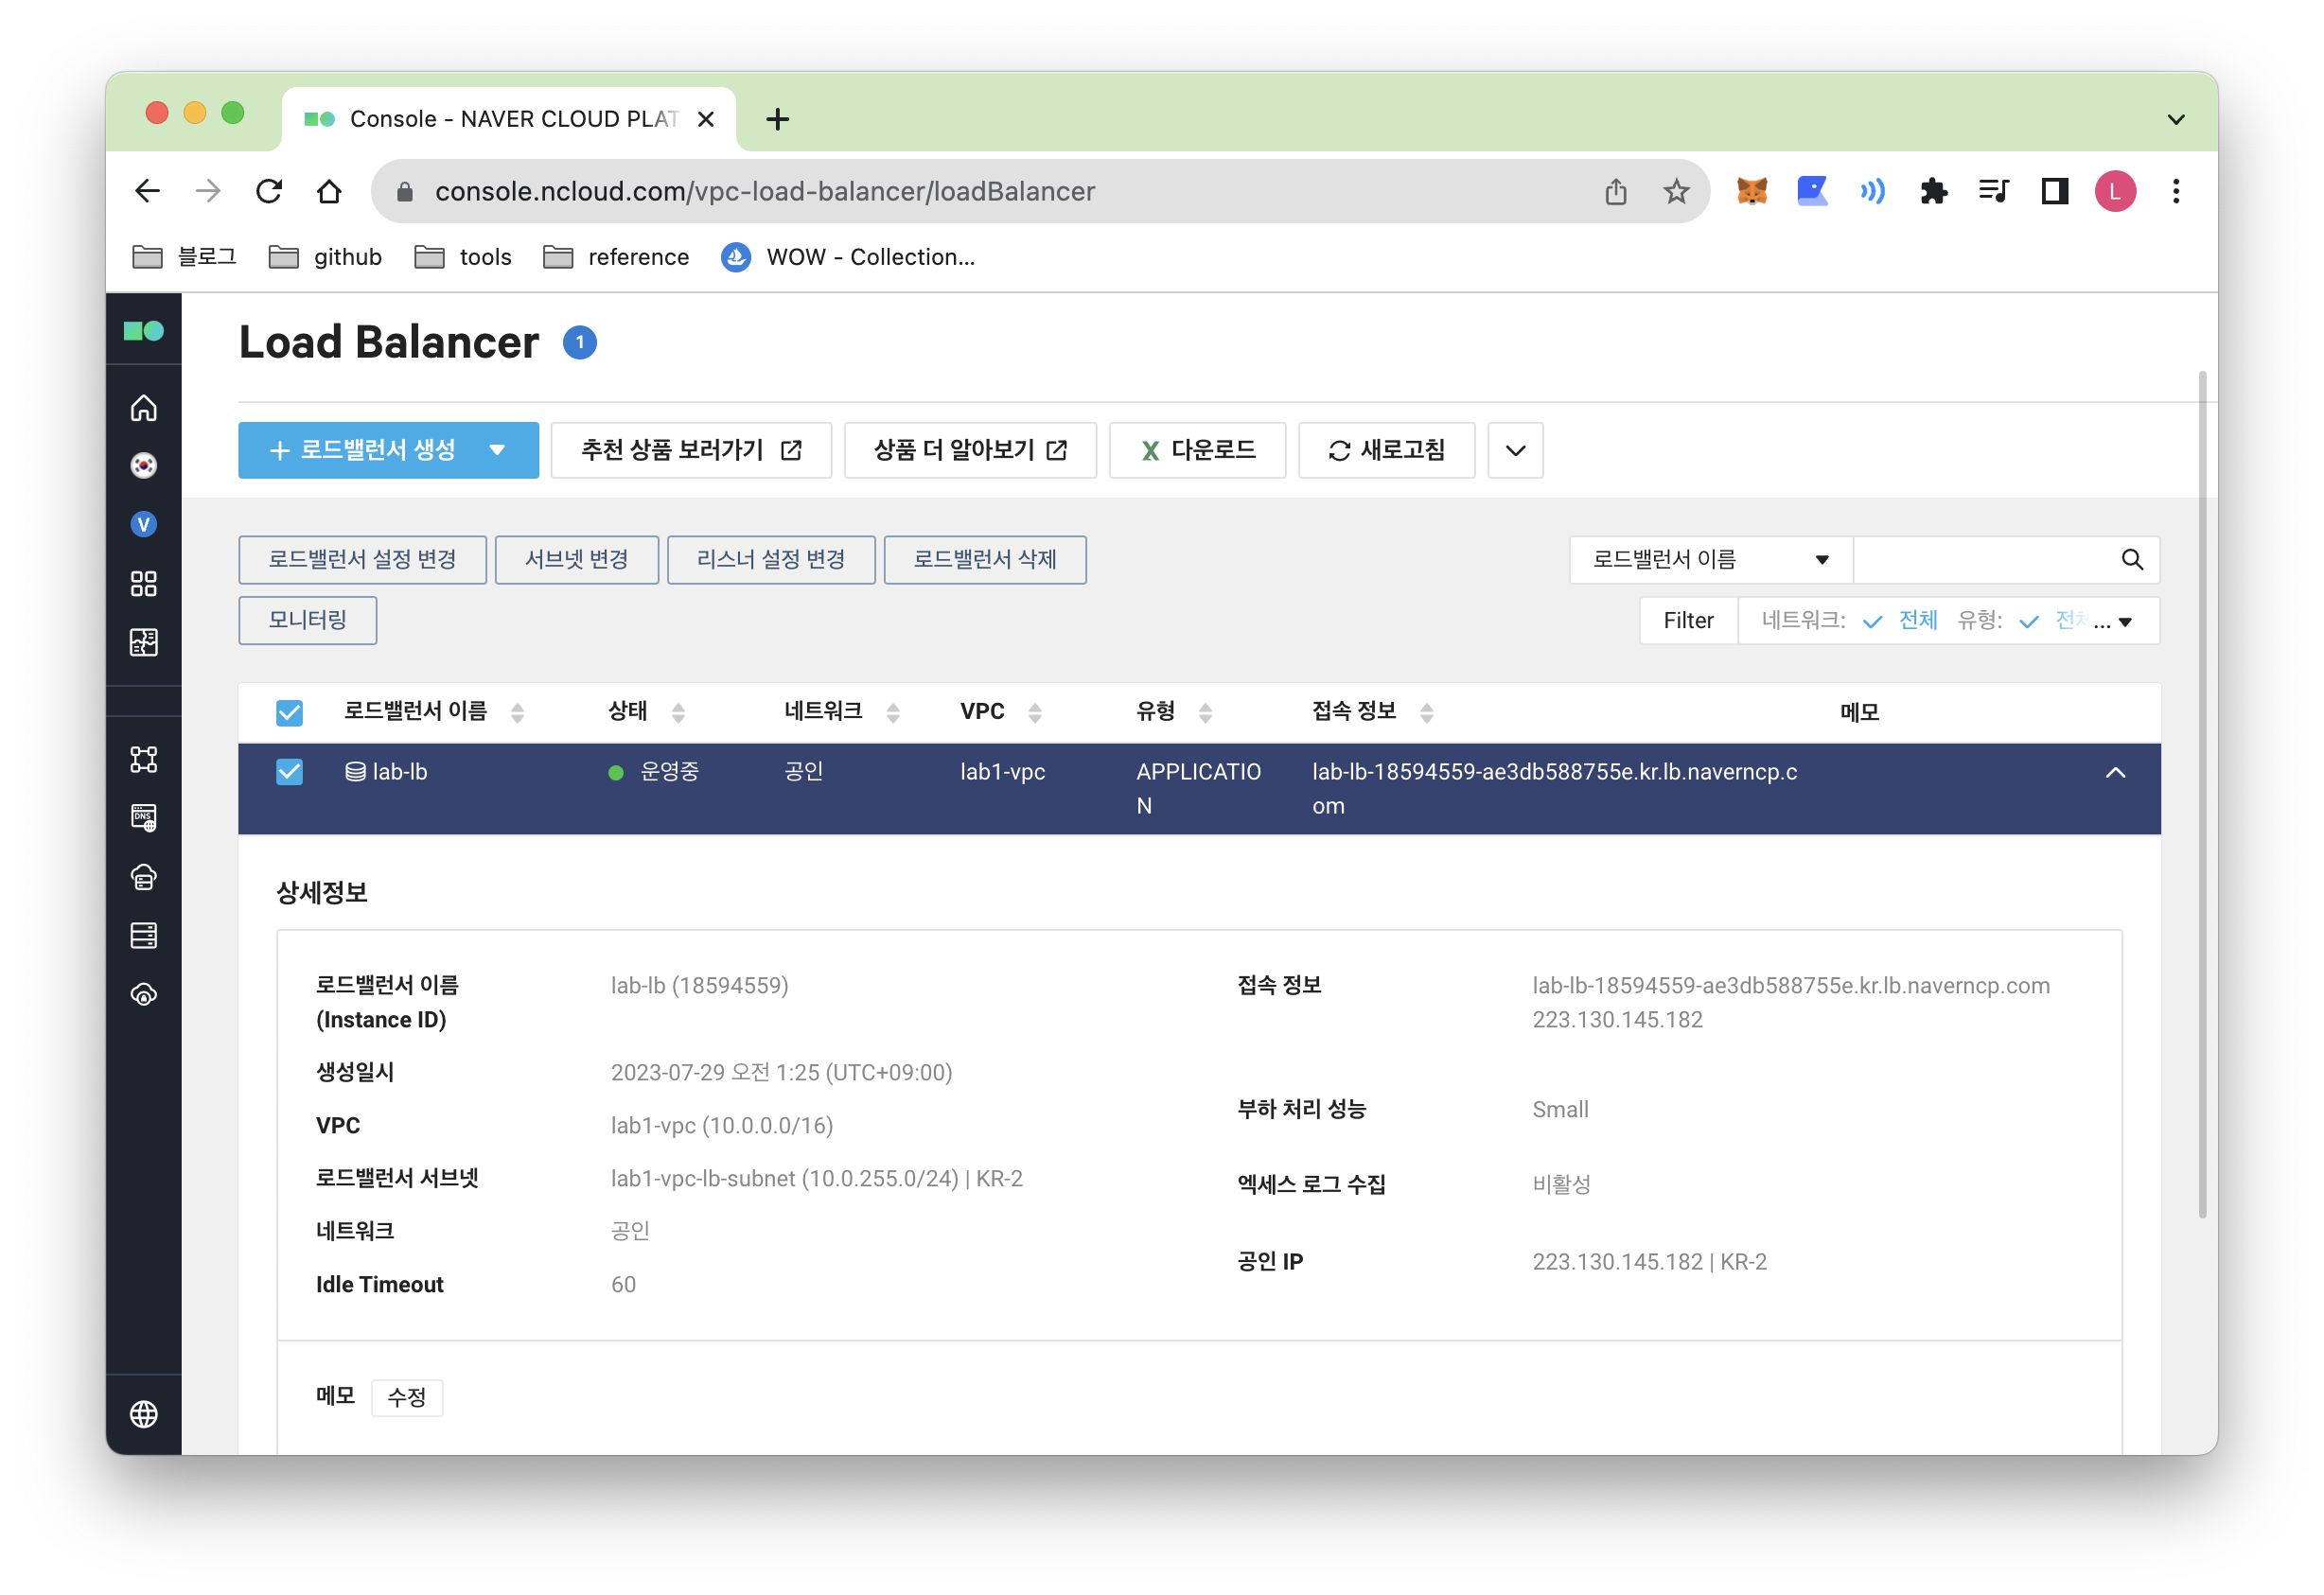 Console - NAVER CLOUD PLAT
console.ncloud.com/vpc-load-balancer/loadBalancer
L
블로그 github tools reference WOW - Collection...
Load Balancer 1
로드밸런서 생성 추천 상품 보러가기 상품 더 알아보기 X 다운로드 새로고침
V
로드밸런서 설정 변경 서브넷 변경 리스너 설정 변경 로드밸런서 삭제 로드밸런서 이름
모니터링 Filter 네트워크: 전체 유형: 전체 ...
로드밸런서 이름 상태 네트워크 VPC 유형 접속 정보 메모
lab-lb 운영중 공인 lab1-vpc APPLICATIO lab-lb-18594559-ae3db588755e.kr.lb.naverncp.c
N om
DNS
상세정보
로드밸런서 이름 lab-lb (18594559) 접속 정보 lab-lb-18594559-ae3db588755e.kr.lb.naverncp.com
(Instance ID) 223.130.145.182
생성일시 2023-07-29 오전 1:25 (UTC+09:00)
부하 처리 성능 Small
VPC lab1-vpc (10.0.0.0/16)
로드밸런서 서브넷 lab1-vpc-lb-subnet (10.0.255.0/24) | KR-2
엑세스 로그 수집 비활성
네트워크 공인
공인 IP 223.130.145.182 | KR-2
Idle Timeout 60
메모 수정